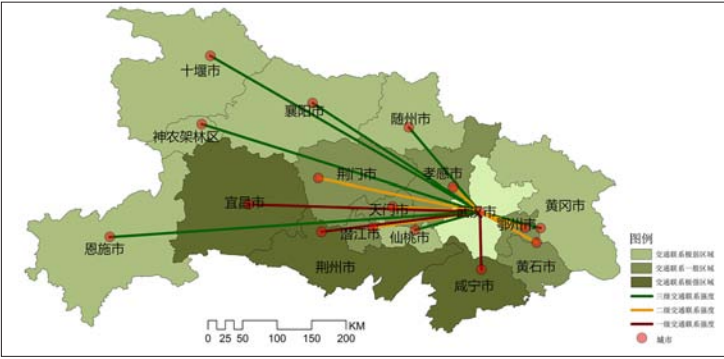 十堰市
襄阳市
随州市
神农架林区
荆门市
孝感市
宜昌市
天门市
武汉市
黄冈市
鄂州市
恩施市
潜江市
仙桃市
荆州市
黄石市
咸宁市
图例
交通联系极弱区域
交通联系一般区域
交通联系极强区域
三级交通联系强度
二级交通联系强度
一级交通联系强度
城市
KM
0 25 50 100 150 200